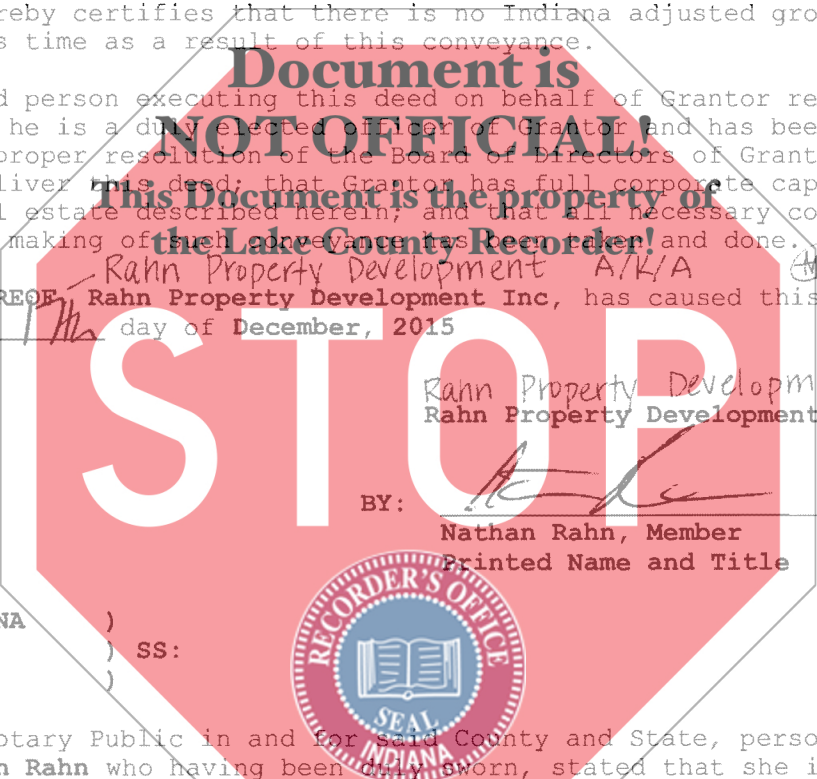 reby certifies that there is no Indiana adjusted gro
s time as a result of this conveyance.
Document is
d person executing this deed on behalf of Grantor re
he is a duly elected officer of Grantor and has bee
NOT OFFICIAL!
proper resolution of the Board of Directors of Grant
liver this deed; that Grantor has full corporate cap
This Document is the property of
l estate described herein; and that all necessary co
making of such conveyance has been taken and done.
the Lake County Recorder!
Rahn Property Development A/K/A
REOF, Rahn Property Development Inc, has caused this
17th day of December, 2015
STOP
Rahn Property Developm
Rahn Property Development
BY:
Nathan Rahn, Member
Printed Name and Title
NA )
) SS:
)
RECORDER'S OFFICE
SEAL
INDIANA
otary Public in and for said County and State, perso
n Rahn who having been duly sworn, stated that she i